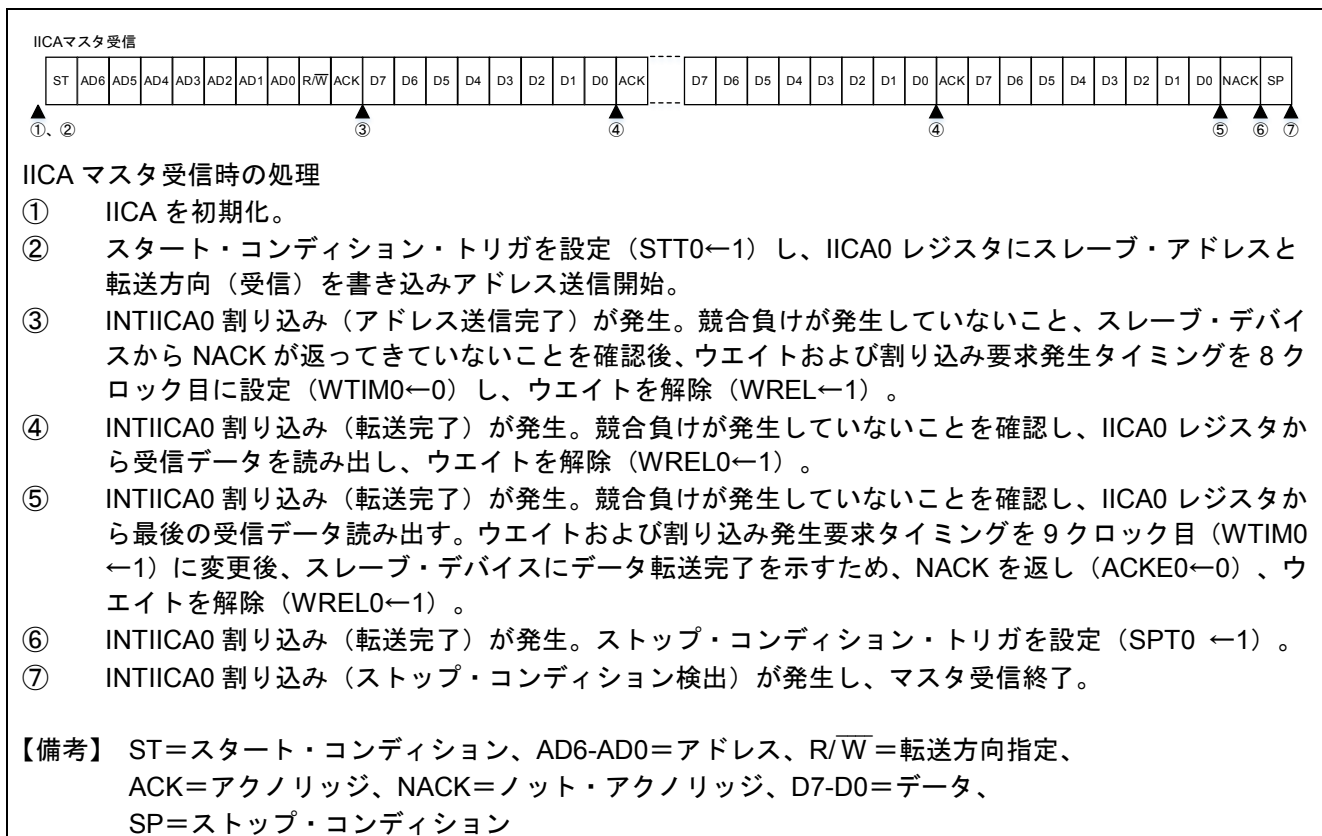 IICAマスタ受信
ST AD6 AD5 AD4 AD3 AD2 AD1 AD0 R/W ACK D7 D6 D5 D4 D3 D2 D1 D0 ACK D7 D6 D5 D4 D3 D2 D1 D0 ACK D7 D6 D5 D4 D3 D2 D1 D0 NACK SP
①、② ③ ④ ④ ⑤ ⑥ ⑦
IICA マスタ受信時の処理
① IICA を初期化。
② スタート・コンディション・トリガを設定（STT0←1）し、IICA0 レジスタにスレーブ・アドレスと
転送方向（受信）を書き込みアドレス送信開始。
③ INTIICA0 割り込み（アドレス送信完了）が発生。競合負けが発生していないこと、スレーブ・デバイ
スから NACK が返ってきていないことを確認後、ウエイトおよび割り込み要求発生タイミングを 8 ク
ロック目に設定（WTIM0←0）し、ウエイトを解除（WREL←1）。
④ INTIICA0 割り込み（転送完了）が発生。競合負けが発生していないことを確認し、IICA0 レジスタか
ら受信データを読み出し、ウエイトを解除（WREL0←1）。
⑤ INTIICA0 割り込み（転送完了）が発生。競合負けが発生していないことを確認し、IICA0 レジスタか
ら最後の受信データ読み出す。ウエイトおよび割り込み発生要求タイミングを 9 クロック目（WTIM0
←1）に変更後、スレーブ・デバイスにデータ転送完了を示すため、NACK を返し（ACKE0←0）、ウ
エイトを解除（WREL0←1）。
⑥ INTIICA0 割り込み（転送完了）が発生。ストップ・コンディション・トリガを設定（SPT0 ←1）。
⑦ INTIICA0 割り込み（ストップ・コンディション検出）が発生し、マスタ受信終了。
【備考】 ST＝スタート・コンディション、AD6-AD0＝アドレス、R/W＝転送方向指定、
ACK＝アクノリッジ、NACK＝ノット・アクノリッジ、D7-D0＝データ、
SP＝ストップ・コンディション